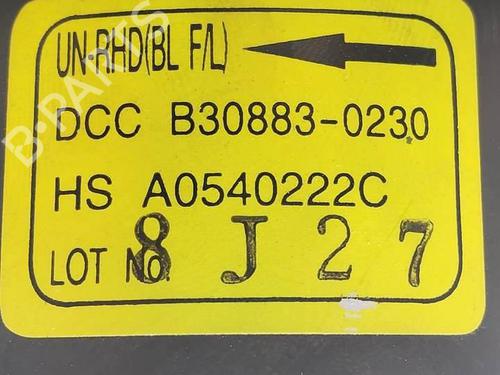 UN-RHD(BL F/L)
DCC B30883-0230
HS A0540222C
LOT No. 8 J 2 7
B-PARTS